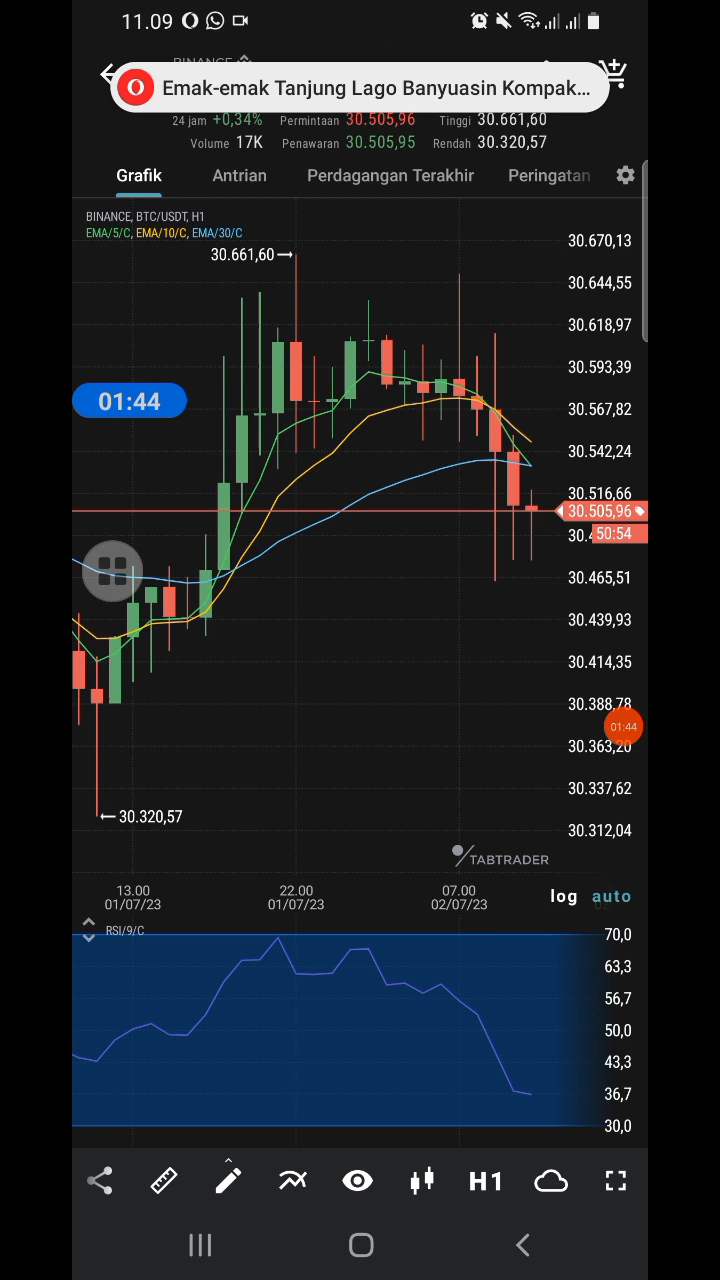 11.09
BINANCE
Emak-emak Tanjung Lago Banyuasin Kompak...
24 jam +0,34% Permintaan 30.505,96 Tinggi 30.661,60
Volume 17K Penawaran 30.505,95 Rendah 30.320,57
Grafik Antrian Perdagangan Terakhir Peringatan
BINANCE, BTC/USDT, H1
EMA/5/C, EMA/10/C, EMA/30/C
30.670,13
30.661,60
30.644,55
30.618,97
30.593,39
01:44
30.567,82
30.542,24
30.516,66
30.505,96
50:54
30.465,51
30.439,93
30.414,35
30.388,78
01:44
30.363,20
30.337,62
30.320,57
30.312,04
TABTRADER
13.00 22.00 07.00
01/07/23 01/07/23 02/07/23
log auto
RSI/9/C
70,0
63,3
56,7
50,0
43,3
36,7
30,0
H1